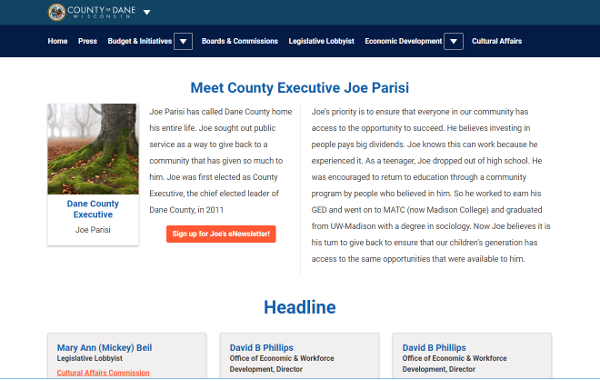 COUNTY OF DANE
WISCONSIN
Home Press Budget & Initiatives Boards & Commissions Legislative Lobbyist Economic Development Cultural Affairs
Meet County Executive Joe Parisi
Dane County
Executive
Joe Parisi
Joe Parisi has called Dane County home
his entire life. Joe sought out public
service as a way to give back to a
community that has given so much to
him. Joe was first elected as County
Executive, the chief elected leader of
Dane County, in 2011
Sign up for Joe's eNewsletter!
Joe's priority is to ensure that everyone in our community has
access to the opportunity to succeed. He believes investing in
people pays big dividends. Joe knows this can work because he
experienced it. As a teenager, Joe dropped out of high school. He
was encouraged to return to education through a community
program by people who believed in him. So he worked to earn his
GED and went on to MATC (now Madison College) and graduated
from UW-Madison with a degree in sociology. Now Joe believes it is
his turn to give back to ensure that our children's generation has
access to the same opportunities that were available to him.
Headline
Mary Ann (Mickey) Beil
Legislative Lobbyist
Cultural Affairs Commission
David B Phillips
Office of Economic & Workforce
Development, Director
David B Phillips
Office of Economic & Workforce
Development, Director